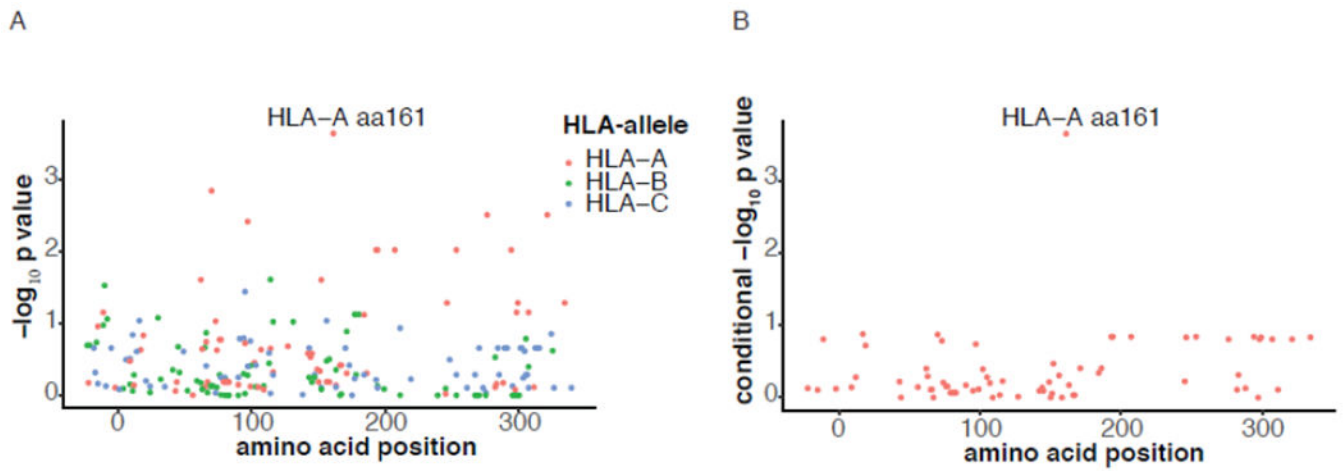 A
HLA–A aa161
HLA-allele
HLA–A
HLA–B
HLA–C
–log10 p value
3
2
1
0
0 100 200 300
amino acid position
B
HLA–A aa161
conditional –log10 p value
3
2
1
0
0 100 200 300
amino acid position